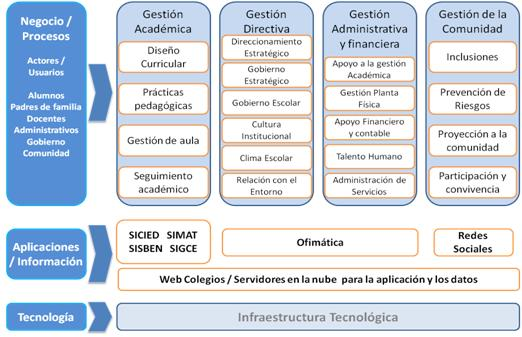 Negocio /
Procesos
Actores /
Usuarios
Alumnos
Padres de familia
Docentes
Administrativos
Gobierno
Comunidad
Gestión
Académica
Diseño
Curricular
Prácticas
pedagógicas
Gestión de aula
Seguimiento
académico
Gestión
Directiva
Direccionamiento
Estratégico
Gobierno
Estratégico
Gobierno Escolar
Cultura
Institucional
Clima Escolar
Relación con el
Entorno
Gestión
Administrativa
y financiera
Apoyo a la gestión
Académica
Gestión Planta
Física
Apoyo Financiero
y contable
Talento Humano
Administración de
Servicios
Gestión de la
Comunidad
Inclusiones
Prevención de
Riesgos
Proyección a la
comunidad
Participación y
convivencia
Aplicaciones
/ Información
SICIED SIMAT
SISBEN SIGCE
Ofimática
Redes
Sociales
Web Colegios / Servidores en la nube para la aplicación y los datos
Tecnología
Infraestructura Tecnológica